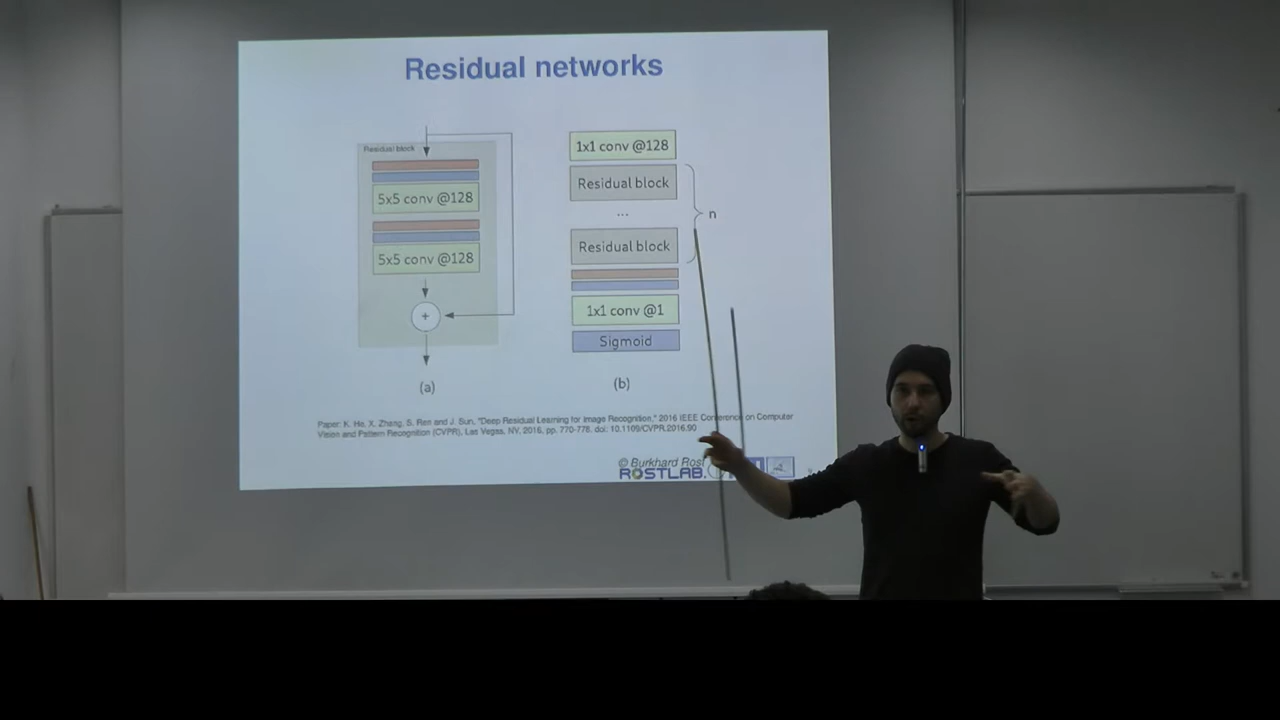 Residual networks
Residual block
5x5 conv @128
5x5 conv @128
+
(a)
1x1 conv @128
Residual block
...
Residual block
n
1x1 conv @1
Sigmoid
(b)
Paper: K. He, X. Zhang, S. Ren and J. Sun, "Deep Residual Learning for Image Recognition," 2016 IEEE Conference on Computer
Vision and Pattern Recognition (CVPR), Las Vegas, NV, 2016, pp. 770-778. doi: 10.1109/CVPR.2016.90
© Burkhard Rost
ROSTLAB.